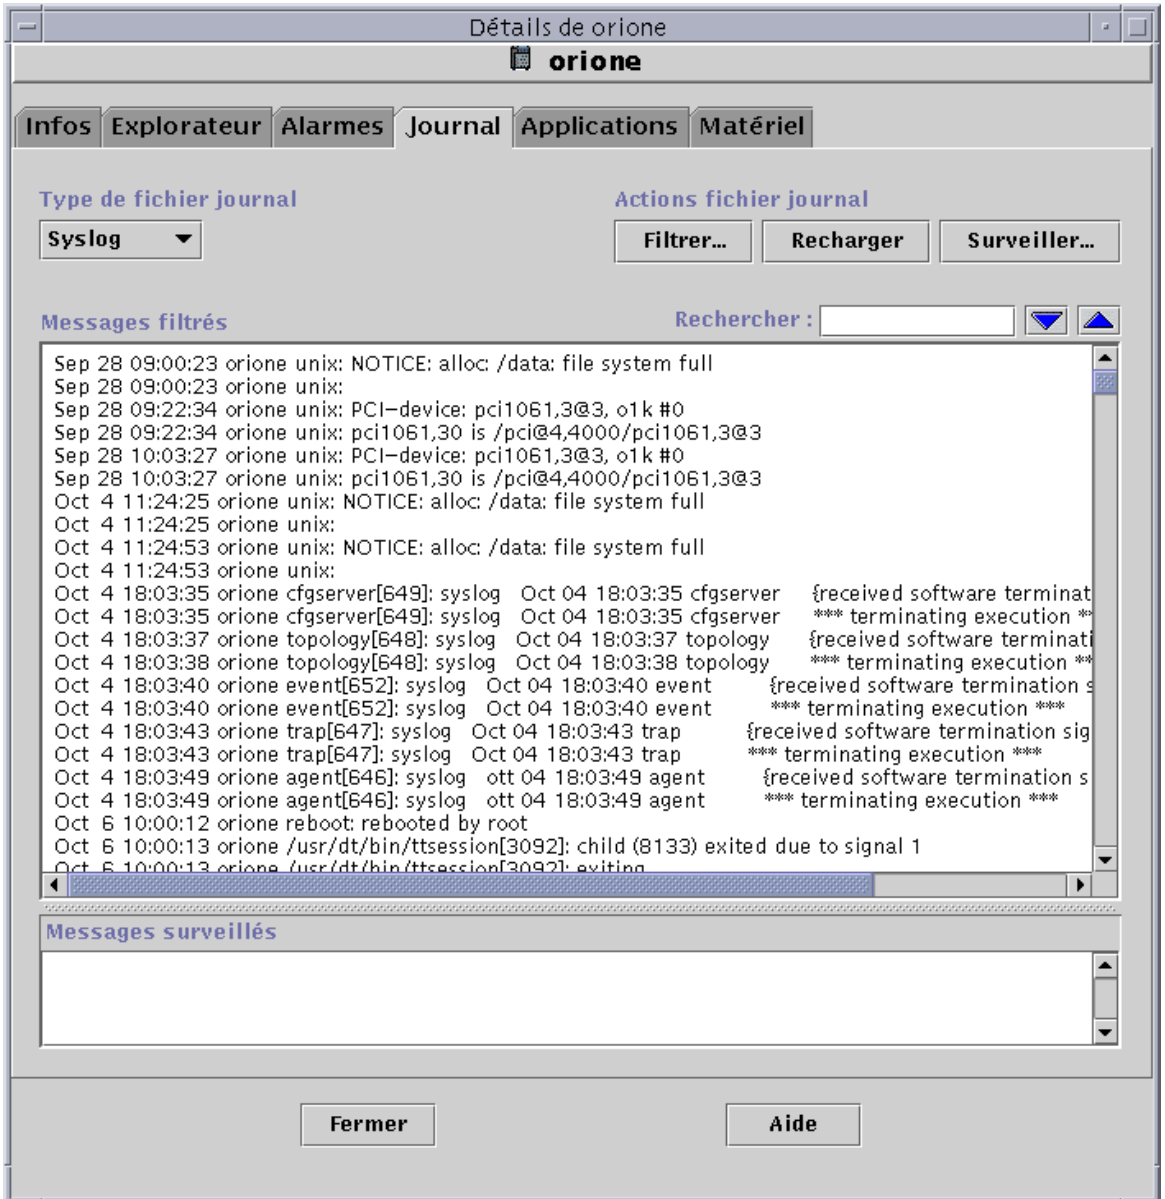 Détails de orione
orione
Infos Explorateur Alarmes Journal Applications Matériel
Type de fichier journal
Actions fichier journal
Syslog
Filtrer... Recharger Surveiller...
Messages filtrés
Rechercher :
Sep 28 09:00:23 orione unix: NOTICE: alloc: /data: file system full
Sep 28 09:00:23 orione unix:
Sep 28 09:22:34 orione unix: PCI-device: pci1061,3@3, o1k #0
Sep 28 09:22:34 orione unix: pci1061,30 is /pci@4,4000/pci1061,3@3
Sep 28 10:03:27 orione unix: PCI-device: pci1061,3@3, o1k #0
Sep 28 10:03:27 orione unix: pci1061,30 is /pci@4,4000/pci1061,3@3
Oct 4 11:24:25 orione unix: NOTICE: alloc: /data: file system full
Oct 4 11:24:25 orione unix:
Oct 4 11:24:53 orione unix: NOTICE: alloc: /data: file system full
Oct 4 11:24:53 orione unix:
Oct 4 18:03:35 orione cfgserver[649]: syslog Oct 04 18:03:35 cfgserver {received software terminat
Oct 4 18:03:35 orione cfgserver[649]: syslog Oct 04 18:03:35 cfgserver *** terminating execution **
Oct 4 18:03:37 orione topology[648]: syslog Oct 04 18:03:37 topology {received software terminati
Oct 4 18:03:38 orione topology[648]: syslog Oct 04 18:03:38 topology *** terminating execution **
Oct 4 18:03:40 orione event[652]: syslog Oct 04 18:03:40 event {received software termination s
Oct 4 18:03:40 orione event[652]: syslog Oct 04 18:03:40 event *** terminating execution ***
Oct 4 18:03:43 orione trap[647]: syslog Oct 04 18:03:43 trap {received software termination sig
Oct 4 18:03:43 orione trap[647]: syslog Oct 04 18:03:43 trap *** terminating execution ***
Oct 4 18:03:49 orione agent[646]: syslog ott 04 18:03:49 agent {received software termination s
Oct 4 18:03:49 orione agent[646]: syslog ott 04 18:03:49 agent *** terminating execution ***
Oct 6 10:00:12 orione reboot: rebooted by root
Oct 6 10:00:13 orione /usr/dt/bin/ttsession[3092]: child (8133) exited due to signal 1
Oct 6 10:00:13 orione /usr/dt/bin/ttsession[3092]: exiting
Messages surveillés
Fermer Aide